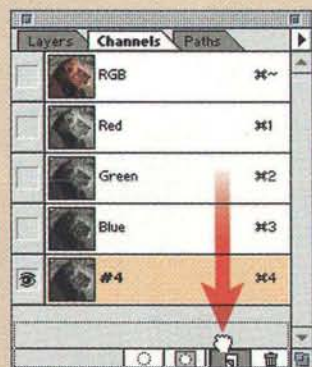 Layers Channels Paths
RGB ⌘~
Red ⌘1
Green ⌘2
Blue ⌘3
#4 ⌘4